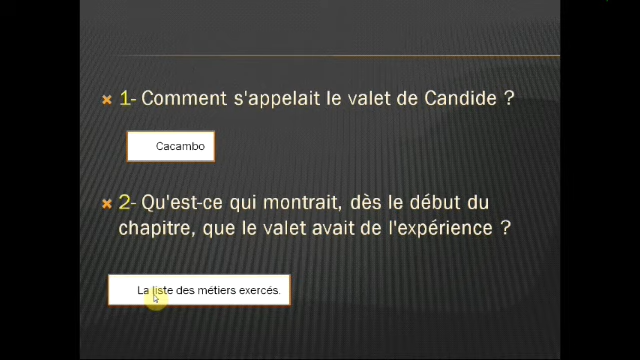 1- Comment s'appelait le valet de Candide ?
Cacambo
2- Qu'est-ce qui montrait, dès le début du
chapitre, que le valet avait de l'expérience ?
La liste des métiers exercés.